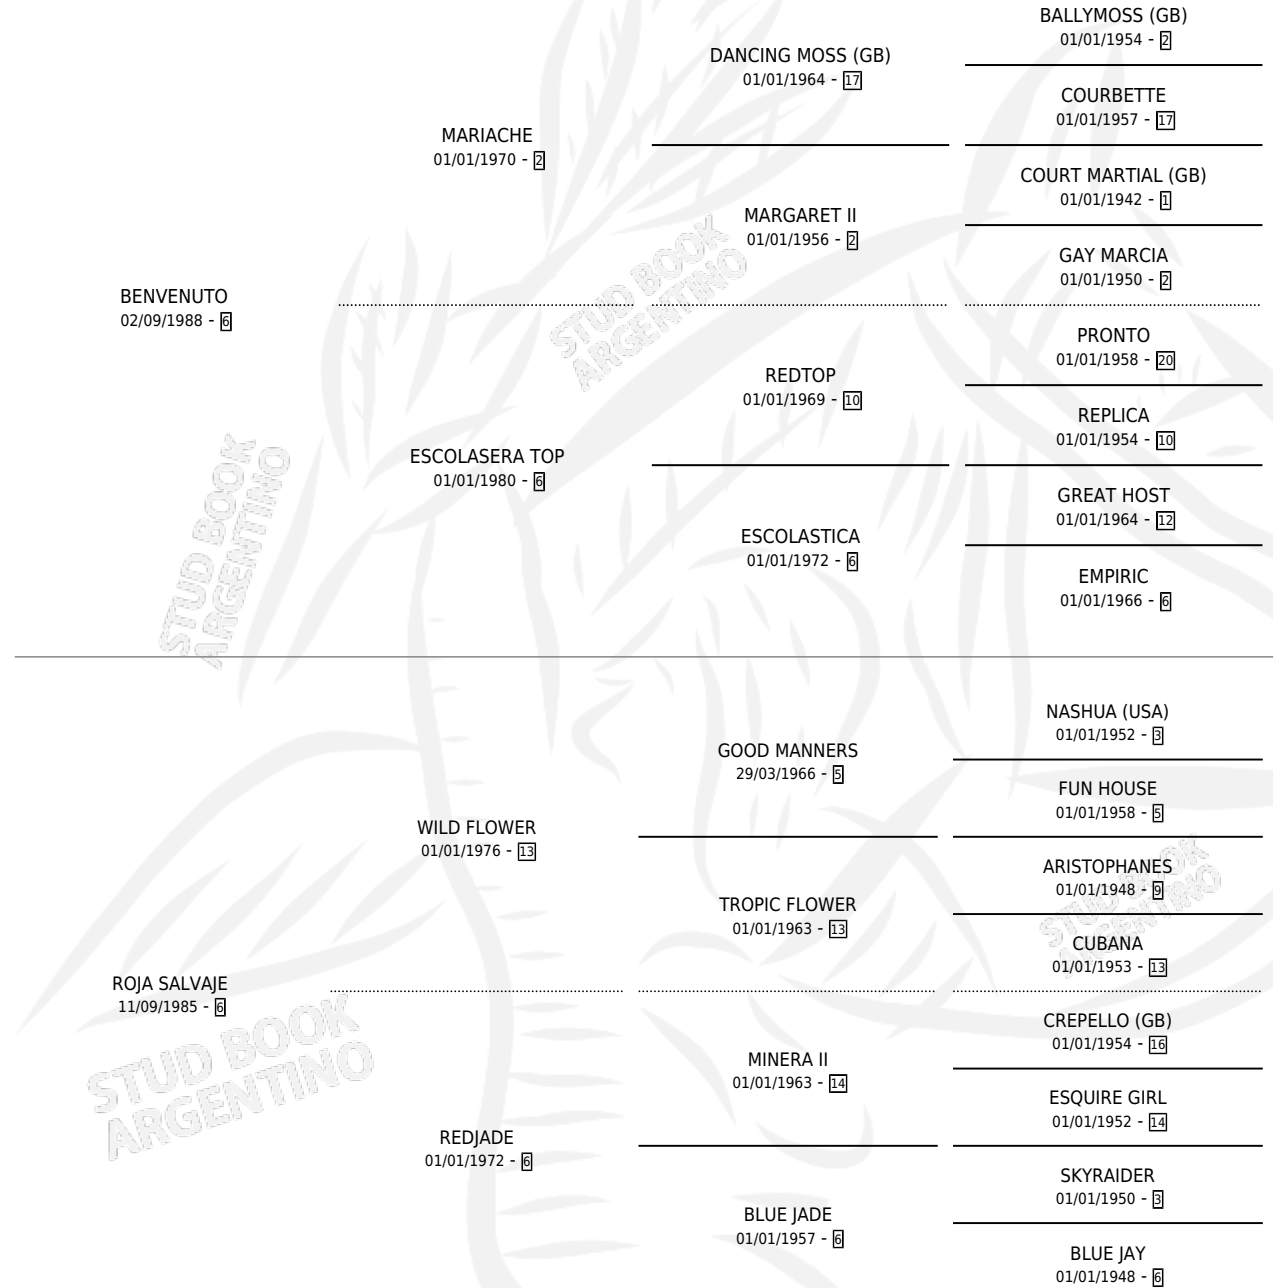 BALLYMOSS (GB)
01/01/1954 - 2
DANCING MOSS (GB)
01/01/1964 - 17
COURBETTE
01/01/1957 - 17
MARIACHE
01/01/1970 - 2
COURT MARTIAL (GB)
01/01/1942 - 1
MARGARET II
01/01/1956 - 2
GAY MARCIA
01/01/1950 - 2
BENVENUTO
02/09/1988 - 6
PRONTO
01/01/1958 - 20
REDTOP
01/01/1969 - 10
REPLICA
01/01/1954 - 10
ESCOLASERA TOP
01/01/1980 - 6
GREAT HOST
01/01/1964 - 12
ESCOLASTICA
01/01/1972 - 6
EMPIRIC
01/01/1966 - 6
NASHUA (USA)
01/01/1952 - 3
GOOD MANNERS
29/03/1966 - 5
FUN HOUSE
01/01/1958 - 5
WILD FLOWER
01/01/1976 - 13
ARISTOPHANES
01/01/1948 - 9
TROPIC FLOWER
01/01/1963 - 13
CUBANA
01/01/1953 - 13
ROJA SALVAJE
11/09/1985 - 6
CREPELLO (GB)
01/01/1954 - 16
MINERA II
01/01/1963 - 14
ESQUIRE GIRL
01/01/1952 - 14
REDJADE
01/01/1972 - 6
SKYRAIDER
01/01/1950 - 3
BLUE JADE
01/01/1957 - 6
BLUE JAY
01/01/1948 - 6
STUD BOOK
ARGENTINO
STUD BOOK
ARGENTINO
STUD BOOK
ARGENTINO
STUD BOOK
ARGENTINO